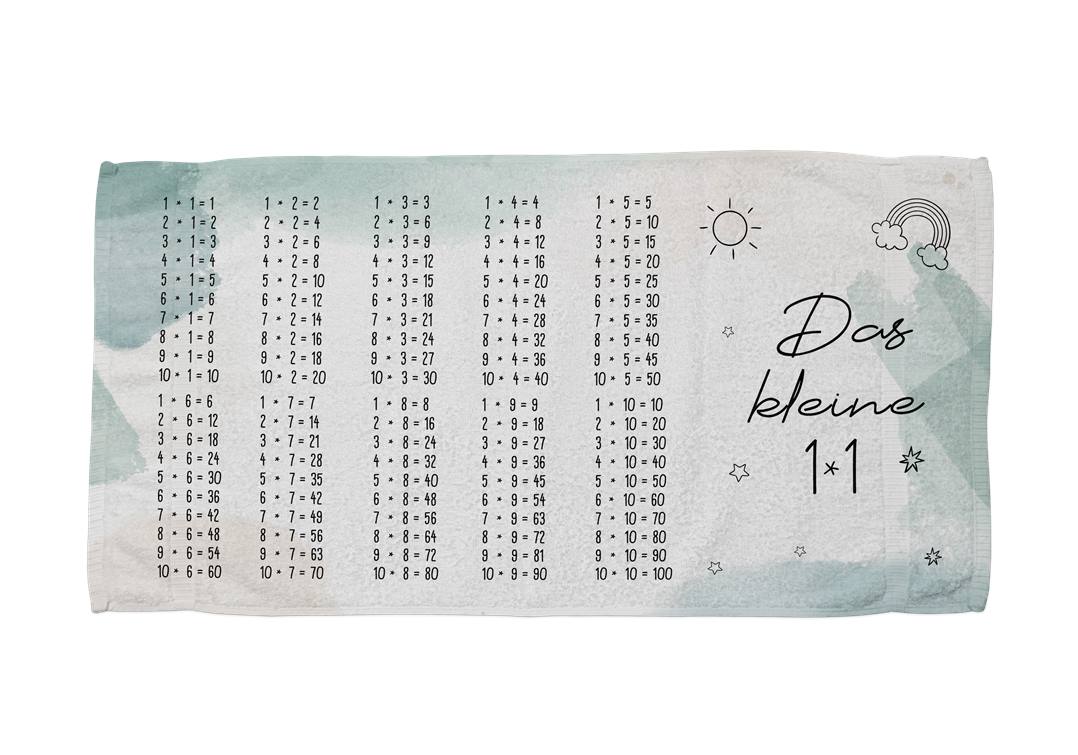 1 * 1 = 1
2 * 1 = 2
3 * 1 = 3
4 * 1 = 4
5 * 1 = 5
6 * 1 = 6
7 * 1 = 7
8 * 1 = 8
9 * 1 = 9
10 * 1 = 10
1 * 2 = 2
2 * 2 = 4
3 * 2 = 6
4 * 2 = 8
5 * 2 = 10
6 * 2 = 12
7 * 2 = 14
8 * 2 = 16
9 * 2 = 18
10 * 2 = 20
1 * 3 = 3
2 * 3 = 6
3 * 3 = 9
4 * 3 = 12
5 * 3 = 15
6 * 3 = 18
7 * 3 = 21
8 * 3 = 24
9 * 3 = 27
10 * 3 = 30
1 * 4 = 4
2 * 4 = 8
3 * 4 = 12
4 * 4 = 16
5 * 4 = 20
6 * 4 = 24
7 * 4 = 28
8 * 4 = 32
9 * 4 = 36
10 * 4 = 40
1 * 5 = 5
2 * 5 = 10
3 * 5 = 15
4 * 5 = 20
5 * 5 = 25
6 * 5 = 30
7 * 5 = 35
8 * 5 = 40
9 * 5 = 45
10 * 5 = 50
1 * 6 = 6
2 * 6 = 12
3 * 6 = 18
4 * 6 = 24
5 * 6 = 30
6 * 6 = 36
7 * 6 = 42
8 * 6 = 48
9 * 6 = 54
10 * 6 = 60
1 * 7 = 7
2 * 7 = 14
3 * 7 = 21
4 * 7 = 28
5 * 7 = 35
6 * 7 = 42
7 * 7 = 49
8 * 7 = 56
9 * 7 = 63
10 * 7 = 70
1 * 8 = 8
2 * 8 = 16
3 * 8 = 24
4 * 8 = 32
5 * 8 = 40
6 * 8 = 48
7 * 8 = 56
8 * 8 = 64
9 * 8 = 72
10 * 8 = 80
1 * 9 = 9
2 * 9 = 18
3 * 9 = 27
4 * 9 = 36
5 * 9 = 45
6 * 9 = 54
7 * 9 = 63
8 * 9 = 72
9 * 9 = 81
10 * 9 = 90
1 * 10 = 10
2 * 10 = 20
3 * 10 = 30
4 * 10 = 40
5 * 10 = 50
6 * 10 = 60
7 * 10 = 70
8 * 10 = 80
9 * 10 = 90
10 * 10 = 100
Das
kleine
1*1